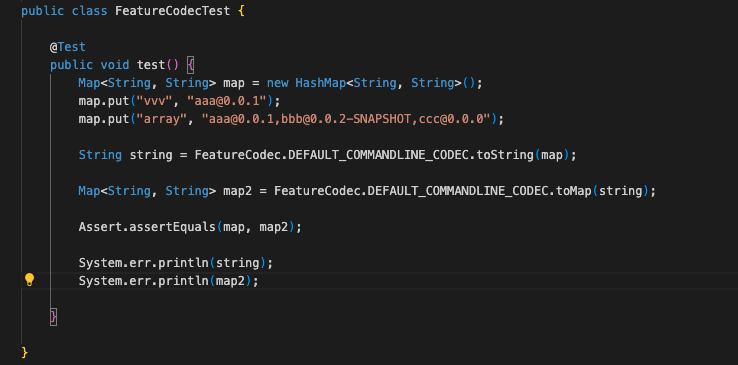 public class FeatureCodecTest {
@Test
public void test() {
Map<String, String> map = new HashMap<String, String>();
map.put("vvv", "aaa@0.0.1");
map.put("array", "aaa@0.0.1,bbb@0.0.2-SNAPSHOT,ccc@0.0.0");
String string = FeatureCodec.DEFAULT_COMMANDLINE_CODEC.toString(map);
Map<String, String> map2 = FeatureCodec.DEFAULT_COMMANDLINE_CODEC.toMap(string);
Assert.assertEquals(map, map2);
System.err.println(string);
System.err.println(map2);
}
}